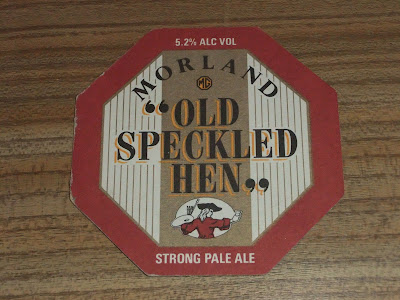 5.2% ALC VOL
MORLAND
MG
“OLD
SPECKLED
HEN„
STRONG PALE ALE